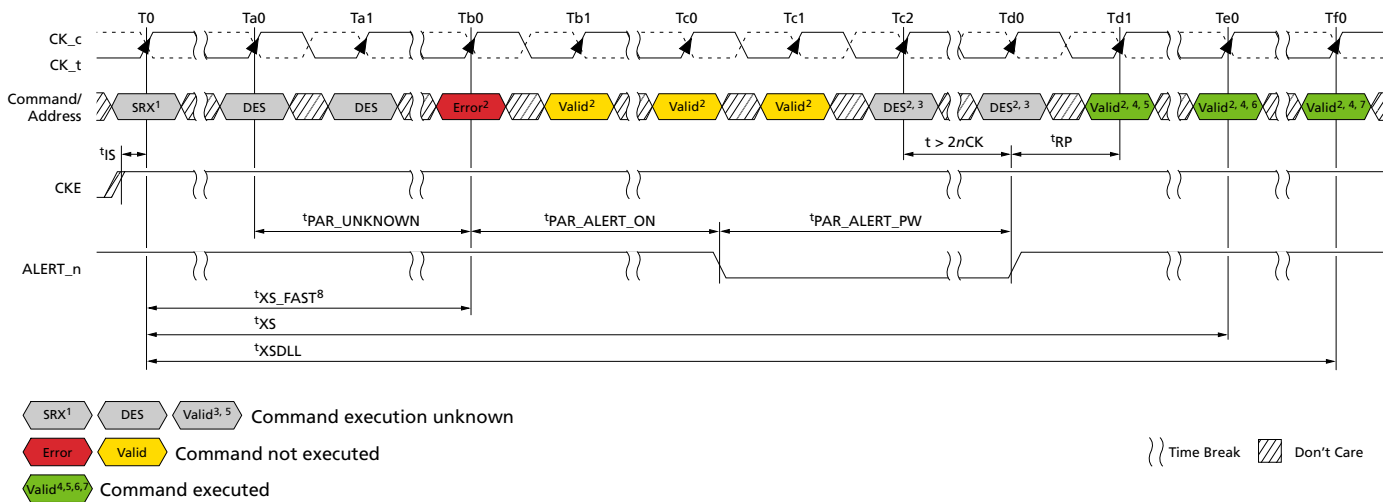 T0 Ta0 Ta1 Tb0 Tb1 Tc0 Tc1 Tc2 Td0 Td1 Te0 Tf0
CK_c
CK_t
Command/
Address
SRX¹ DES DES Error² Valid² Valid² Valid² DES²,³ DES²,³ Valid²,⁴,⁵ Valid²,⁴,⁶ Valid²,⁴,⁷
tIS
t > 2nCK
tRP
CKE
tPAR_UNKNOWN tPAR_ALERT_ON tPAR_ALERT_PW
ALERT_n
tXS_FAST⁸
tXS
tXSDLL
SRX¹ DES Valid³,⁵ Command execution unknown
Error Valid Command not executed
Time Break Don't Care
Valid⁴,⁵,⁶,⁷ Command executed